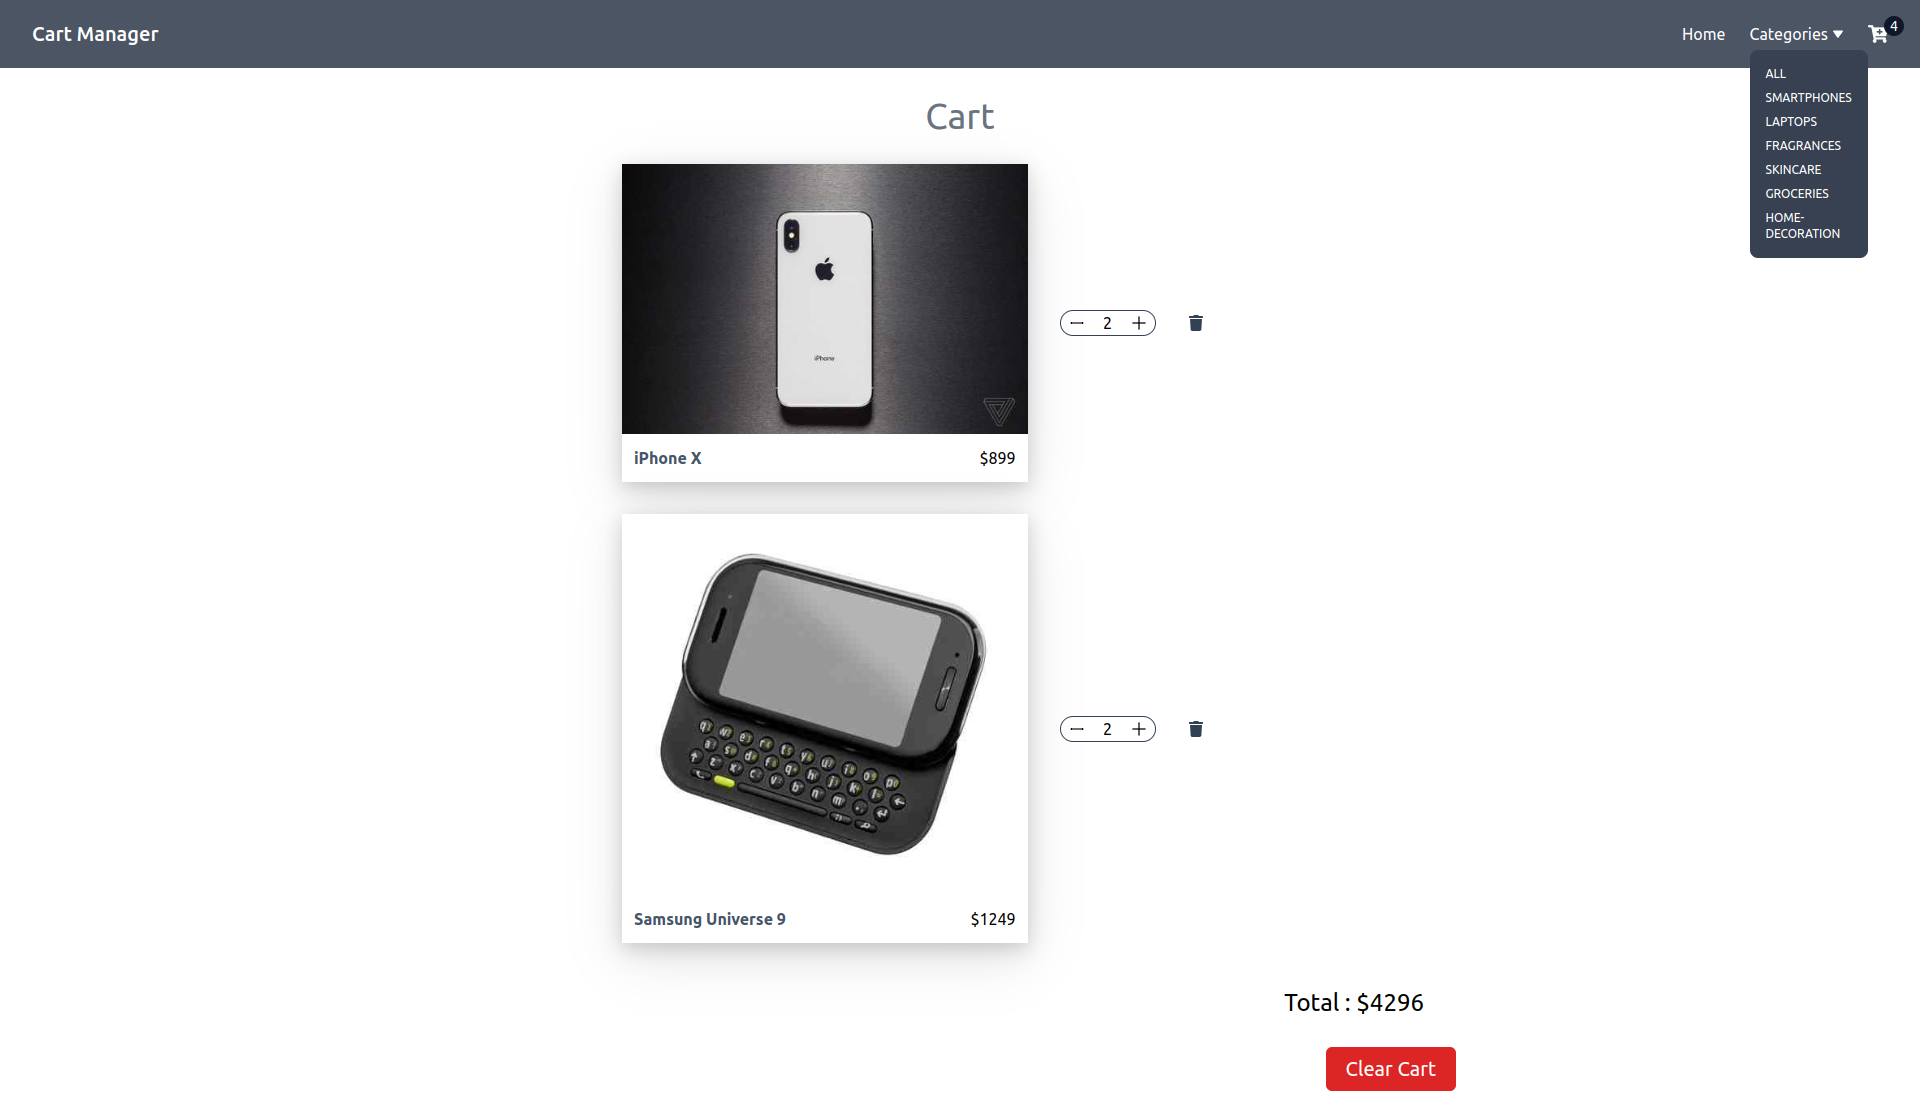 Cart Manager
Home
Categories
4
ALL
SMARTPHONES
LAPTOPS
FRAGRANCES
SKINCARE
GROCERIES
HOME-
DECORATION
Cart
iPhone
2
iPhone X
$899
2
Samsung Universe 9
$1249
Total : $4296
Clear Cart